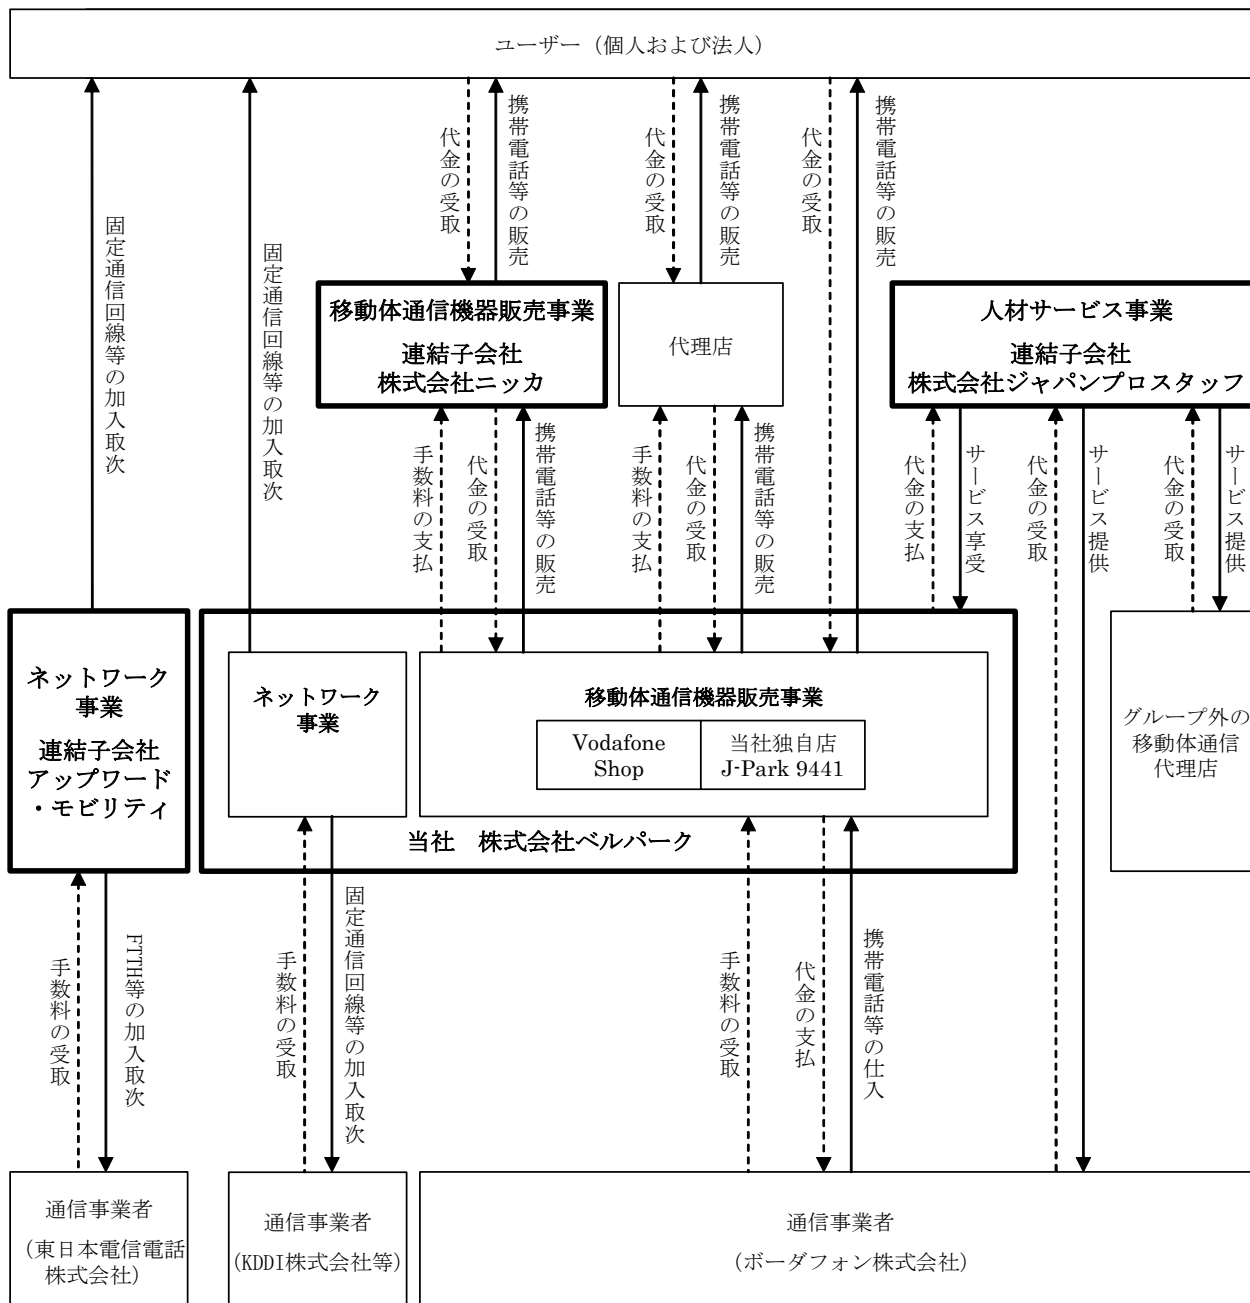 ユーザー（個人および法人）
固定通信回線等の加入取次
固定通信回線等の加入取次
代金の受取
携帯電話等の販売
代金の受取
携帯電話等の販売
代金の受取
携帯電話等の販売
移動体通信機器販売事業
連結子会社
株式会社ニッカ
代理店
人材サービス事業
連結子会社
株式会社ジャパンプロスタッフ
手数料の支払
代金の受取
携帯電話等の販売
手数料の支払
代金の受取
携帯電話等の販売
代金の支払
サービス享受
代金の受取
サービス提供
代金の受取
サービス提供
ネットワーク
事業
連結子会社
アップワード
・モビリティ
ネットワーク
事業
移動体通信機器販売事業
Vodafone
Shop
当社独自店
J-Park 9441
当社　株式会社ベルパーク
グループ外の
移動体通信
代理店
手数料の受取
FTTH等の加入取次
手数料の受取
固定通信回線等の加入取次
手数料の受取
代金の支払
携帯電話等の仕入
通信事業者
（東日本電信電話
株式会社）
通信事業者
(KDDI株式会社等)
通信事業者
(ボーダフォン株式会社)